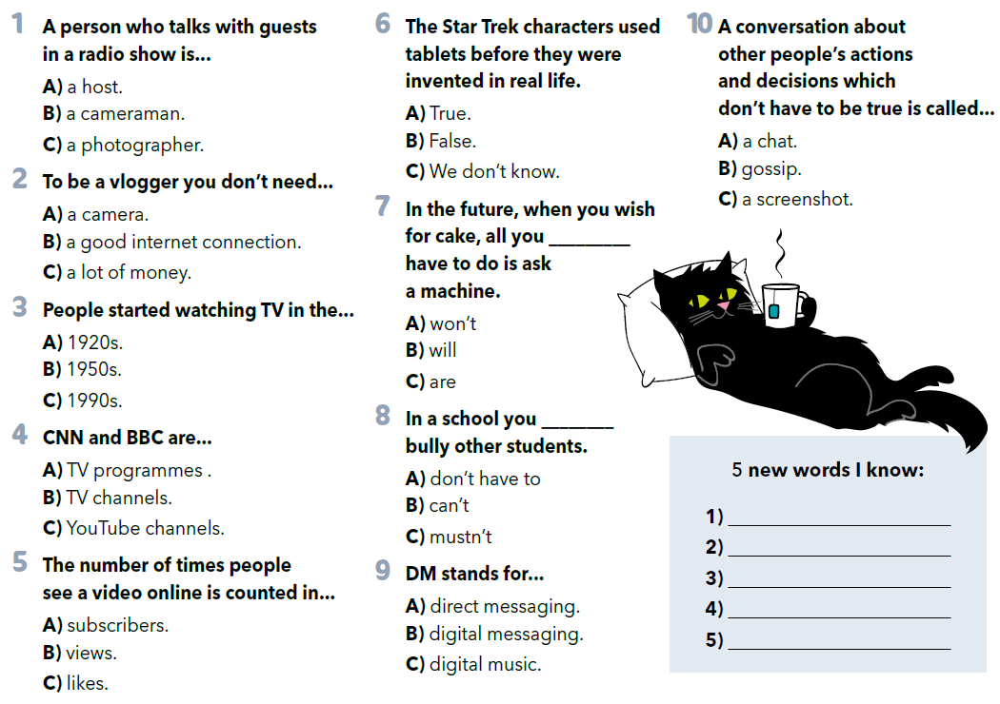 1 A person who talks with guests
in a radio show is...
A) a host.
B) a cameraman.
C) a photographer.
2 To be a vlogger you don't need...
A) a camera.
B) a good internet connection.
C) a lot of money.
3 People started watching TV in the...
A) 1920s.
B) 1950s.
C) 1990s.
4 CNN and BBC are...
A) TV programmes .
B) TV channels.
C) YouTube channels.
5 The number of times people
see a video online is counted in...
A) subscribers.
B) views.
C) likes.
6 The Star Trek characters used
tablets before they were
invented in real life.
A) True.
B) False.
C) We don't know.
7 In the future, when you wish
for cake, all you _________
have to do is ask
a machine.
A) won't
B) will
C) are
8 In a school you ________
bully other students.
A) don't have to
B) can't
C) mustn't
9 DM stands for...
A) direct messaging.
B) digital messaging.
C) digital music.
10 A conversation about
other people's actions
and decisions which
don't have to be true is called...
A) a chat.
B) gossip.
C) a screenshot.
5 new words I know:
1) ______________________
2) ______________________
3) ______________________
4) ______________________
5) ______________________